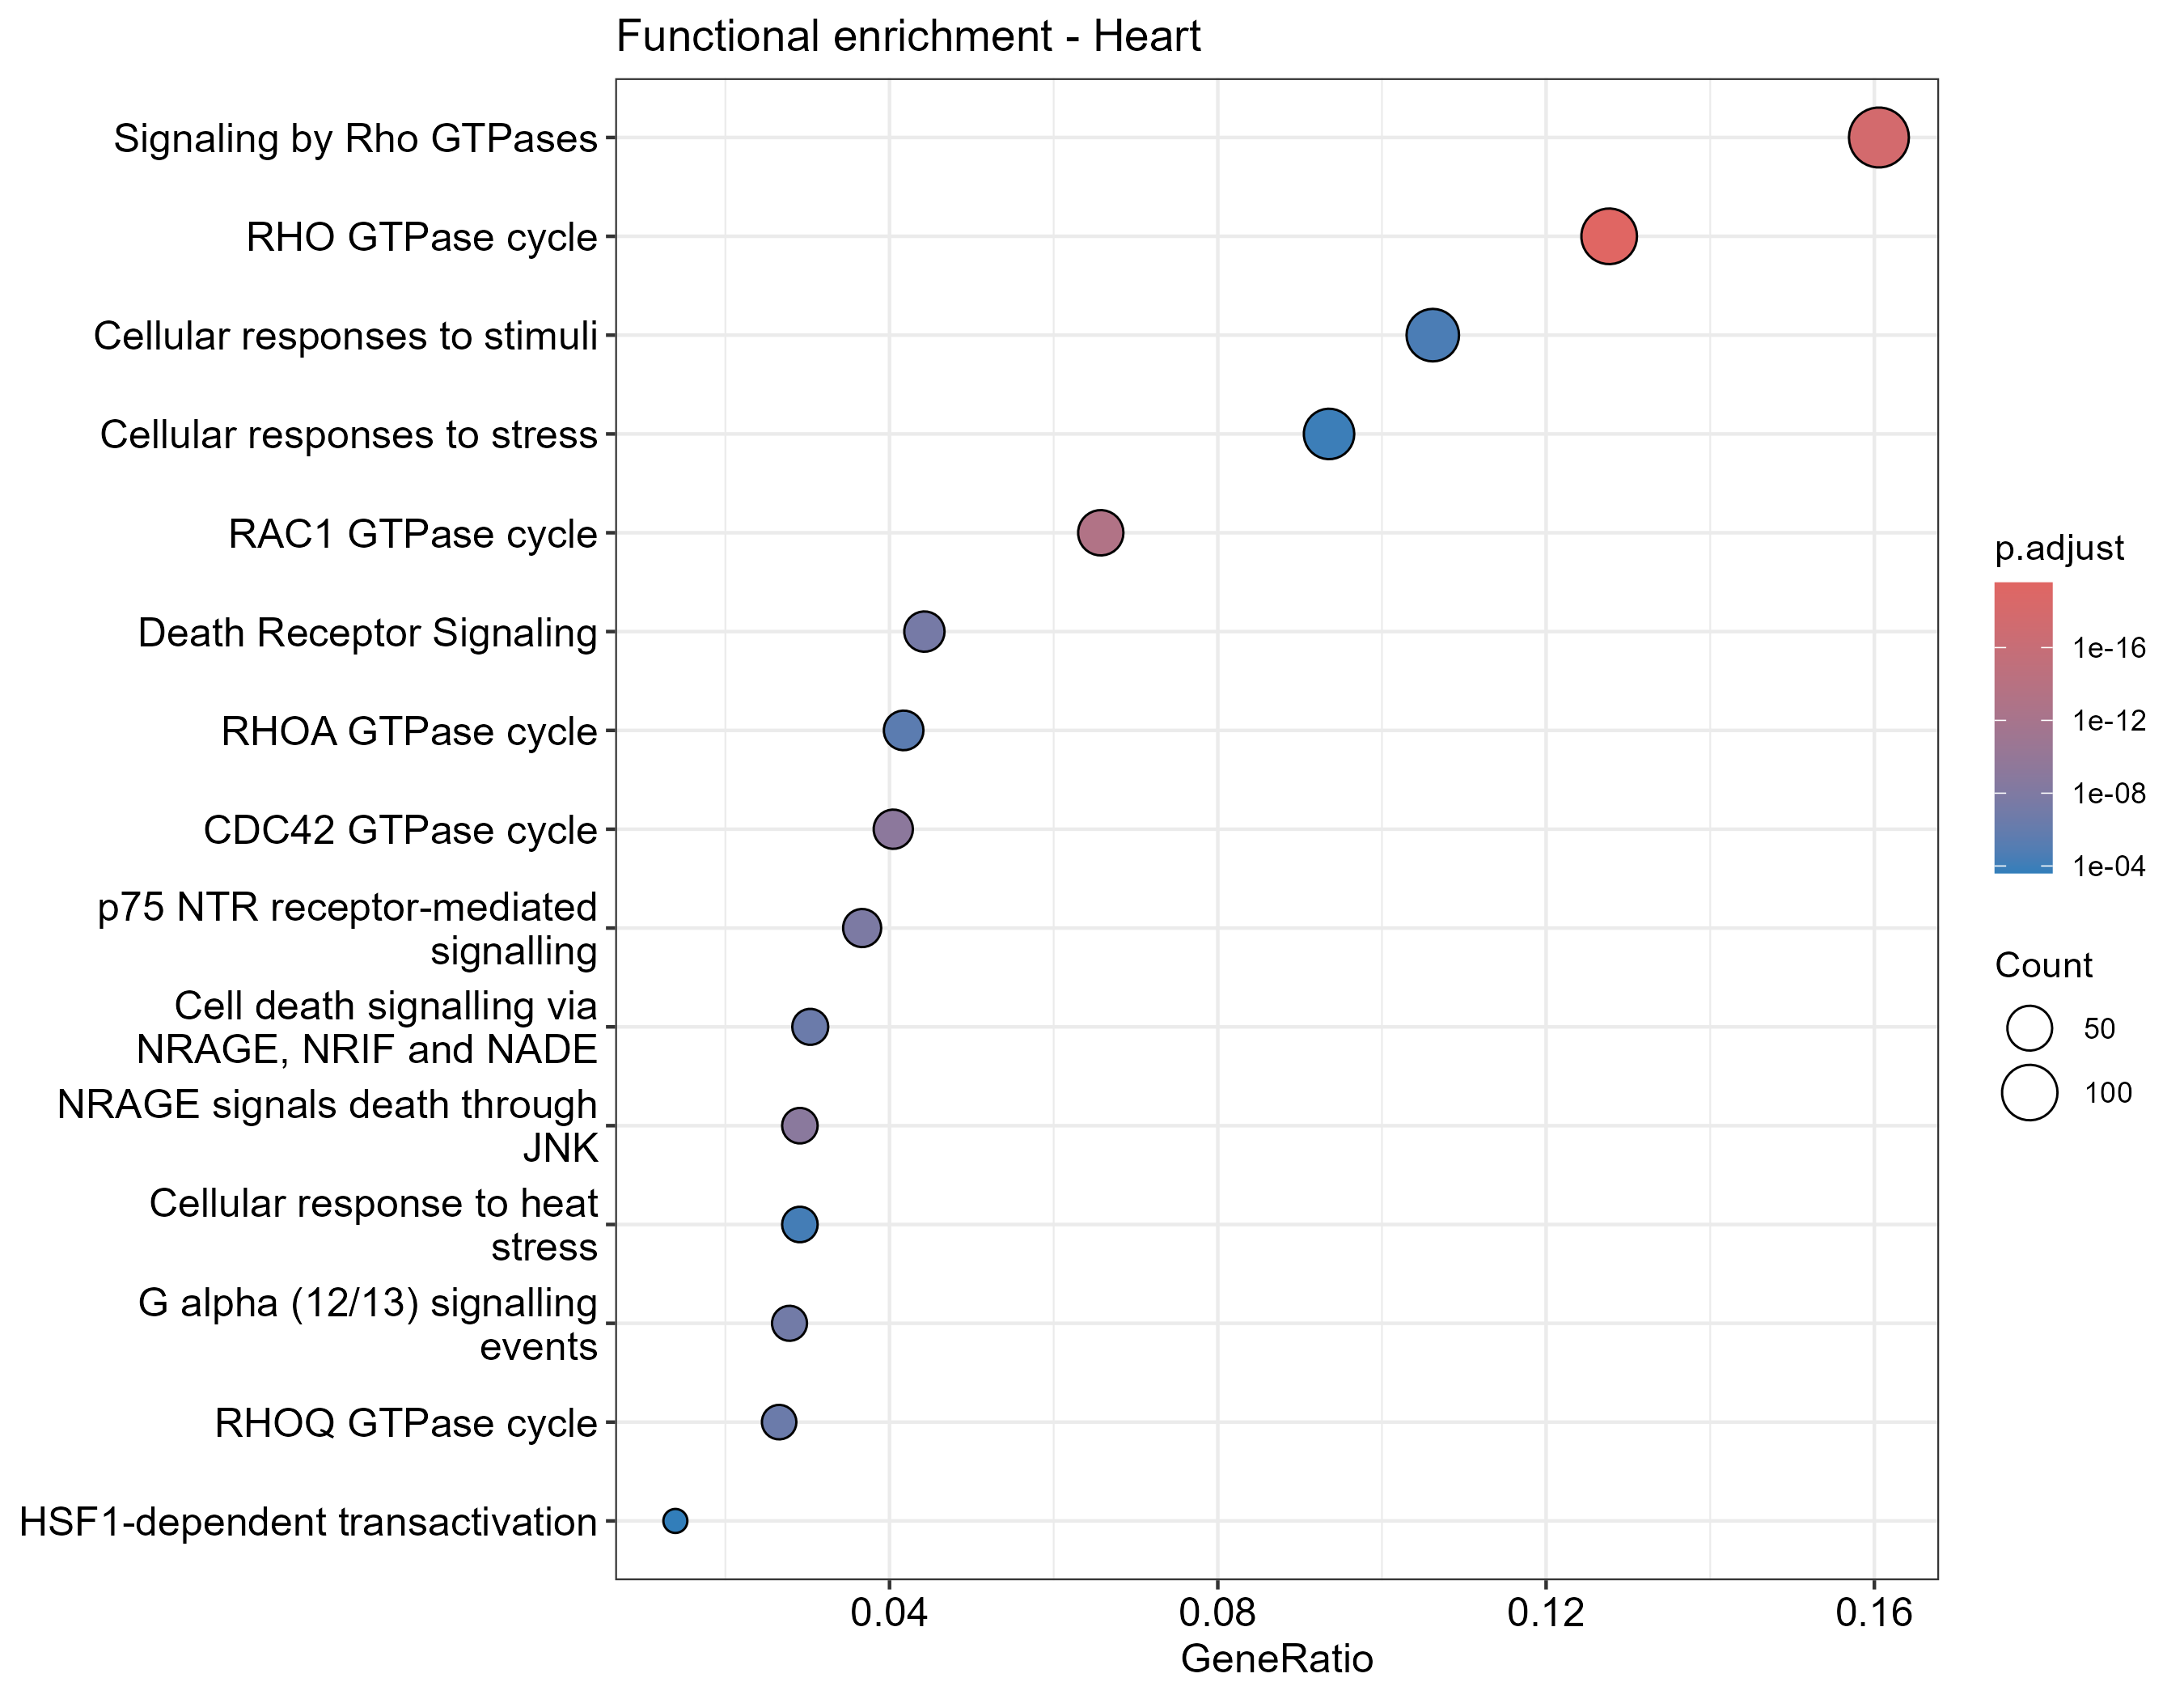 Functional enrichment - Heart
Signaling by Rho GTPases
RHO GTPase cycle
Cellular responses to stimuli
Cellular responses to stress
RAC1 GTPase cycle
Death Receptor Signaling
RHOA GTPase cycle
CDC42 GTPase cycle
p75 NTR receptor-mediated
signalling
Cell death signalling via
NRAGE, NRIF and NADE
NRAGE signals death through
JNK
Cellular response to heat
stress
G alpha (12/13) signalling
events
RHOQ GTPase cycle
HSF1-dependent transactivation
0.04 0.08 0.12 0.16
GeneRatio
p.adjust
1e-16
1e-12
1e-08
1e-04
Count
50
100